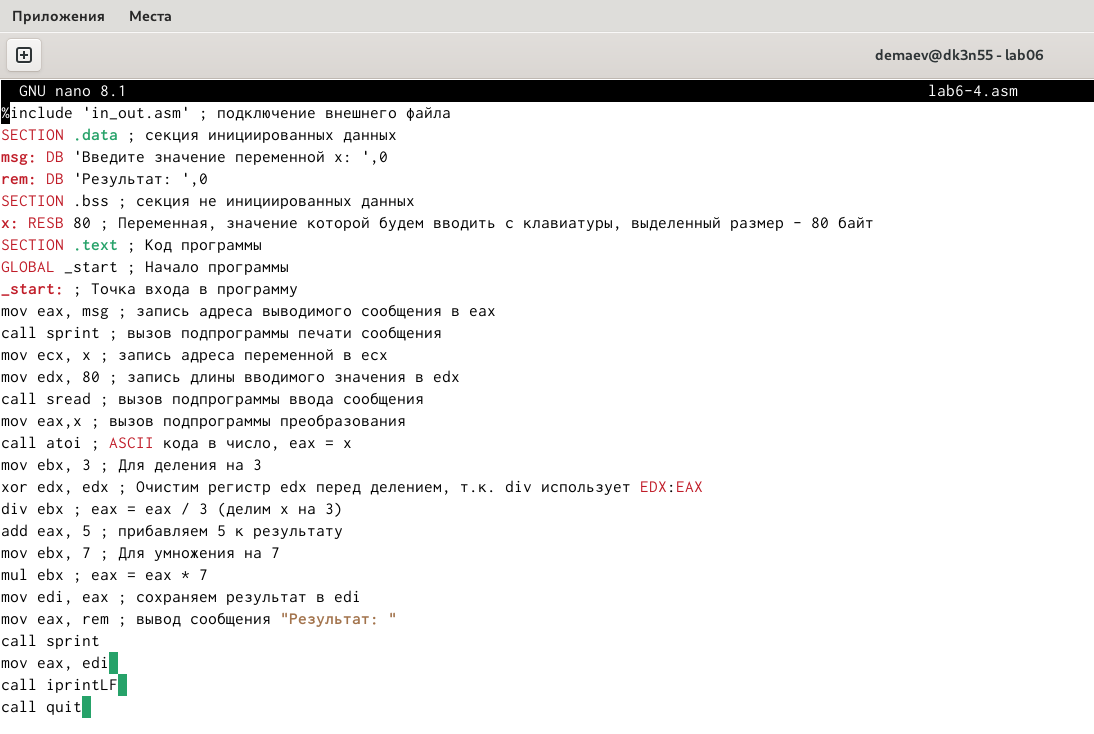 Приложения Места
demaev@dk3n55 - lab06
GNU nano 8.1 lab6-4.asm
%include 'in_out.asm' ; подключение внешнего файла
SECTION .data ; секция инициированных данных
msg: DB 'Введите значение переменной x: ',0
rem: DB 'Результат: ',0
SECTION .bss ; секция не инициированных данных
x: RESB 80 ; Переменная, значение которой будем вводить с клавиатуры, выделенный размер - 80 байт
SECTION .text ; Код программы
GLOBAL _start ; Начало программы
_start: ; Точка входа в программу
mov eax, msg ; запись адреса выводимого сообщения в eax
call sprint ; вызов подпрограммы печати сообщения
mov ecx, x ; запись адреса переменной в ecx
mov edx, 80 ; запись длины вводимого значения в edx
call sread ; вызов подпрограммы ввода сообщения
mov eax,x ; вызов подпрограммы преобразования
call atoi ; ASCII кода в число, eax = x
mov ebx, 3 ; Для деления на 3
xor edx, edx ; Очистим регистр edx перед делением, т.к. div использует EDX:EAX
div ebx ; eax = eax / 3 (делим x на 3)
add eax, 5 ; прибавляем 5 к результату
mov ebx, 7 ; Для умножения на 7
mul ebx ; eax = eax * 7
mov edi, eax ; сохраняем результат в edi
mov eax, rem ; вывод сообщения "Результат: "
call sprint
mov eax, edi
call iprintLF
call quit